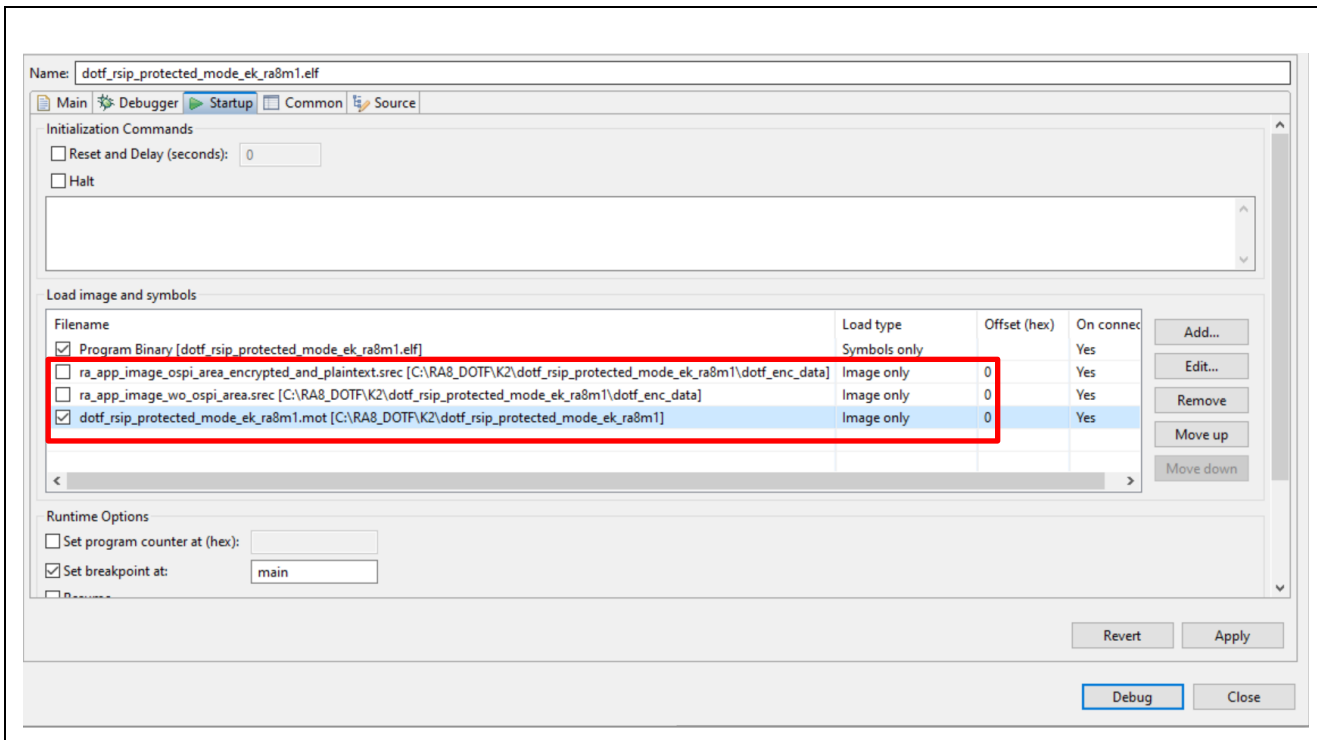 Name: dotf_rsip_protected_mode_ek_ra8m1.elf
Main Debugger Startup Common Source
Initialization Commands
Reset and Delay (seconds): 0
Halt
Load image and symbols
Filename Load type Offset (hex) On connec
Add...
Program Binary [dotf_rsip_protected_mode_ek_ra8m1.elf] Symbols only Yes
Edit...
ra_app_image_ospi_area_encrypted_and_plaintext.srec [C:\RA8_DOTF\K2\dotf_rsip_protected_mode_ek_ra8m1\dotf_enc_data] Image only 0 Yes
ra_app_image_wo_ospi_area.srec [C:\RA8_DOTF\K2\dotf_rsip_protected_mode_ek_ra8m1\dotf_enc_data] Image only 0 Yes
Remove
dotf_rsip_protected_mode_ek_ra8m1.mot [C:\RA8_DOTF\K2\dotf_rsip_protected_mode_ek_ra8m1] Image only 0 Yes
Move up
Move down
Runtime Options
Set program counter at (hex):
Set breakpoint at: main
Revert Apply
Debug Close